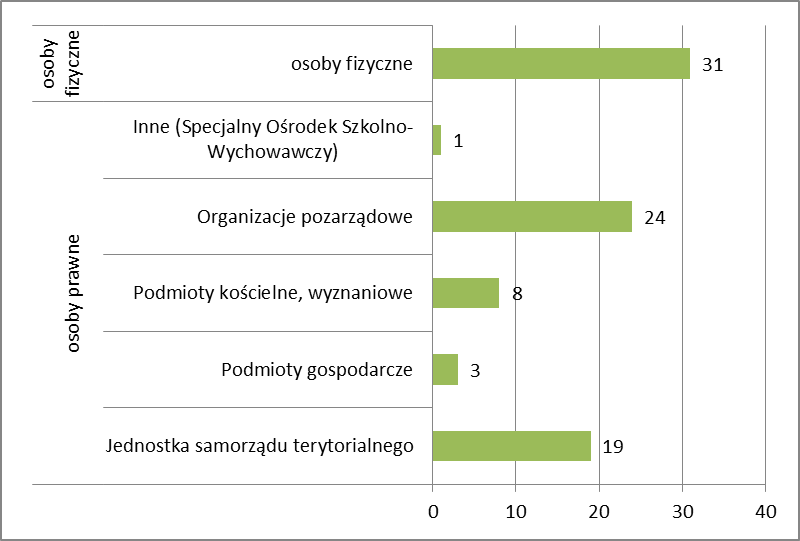 osoby
fizyczne
osoby fizyczne
31
Inne (Specjalny Ośrodek Szkolno-
Wychowawczy)
1
osoby prawne
Organizacje pozarządowe
24
Podmioty kościelne, wyznaniowe
8
Podmioty gospodarcze
3
Jednostka samorządu terytorialnego
19
0 10 20 30 40